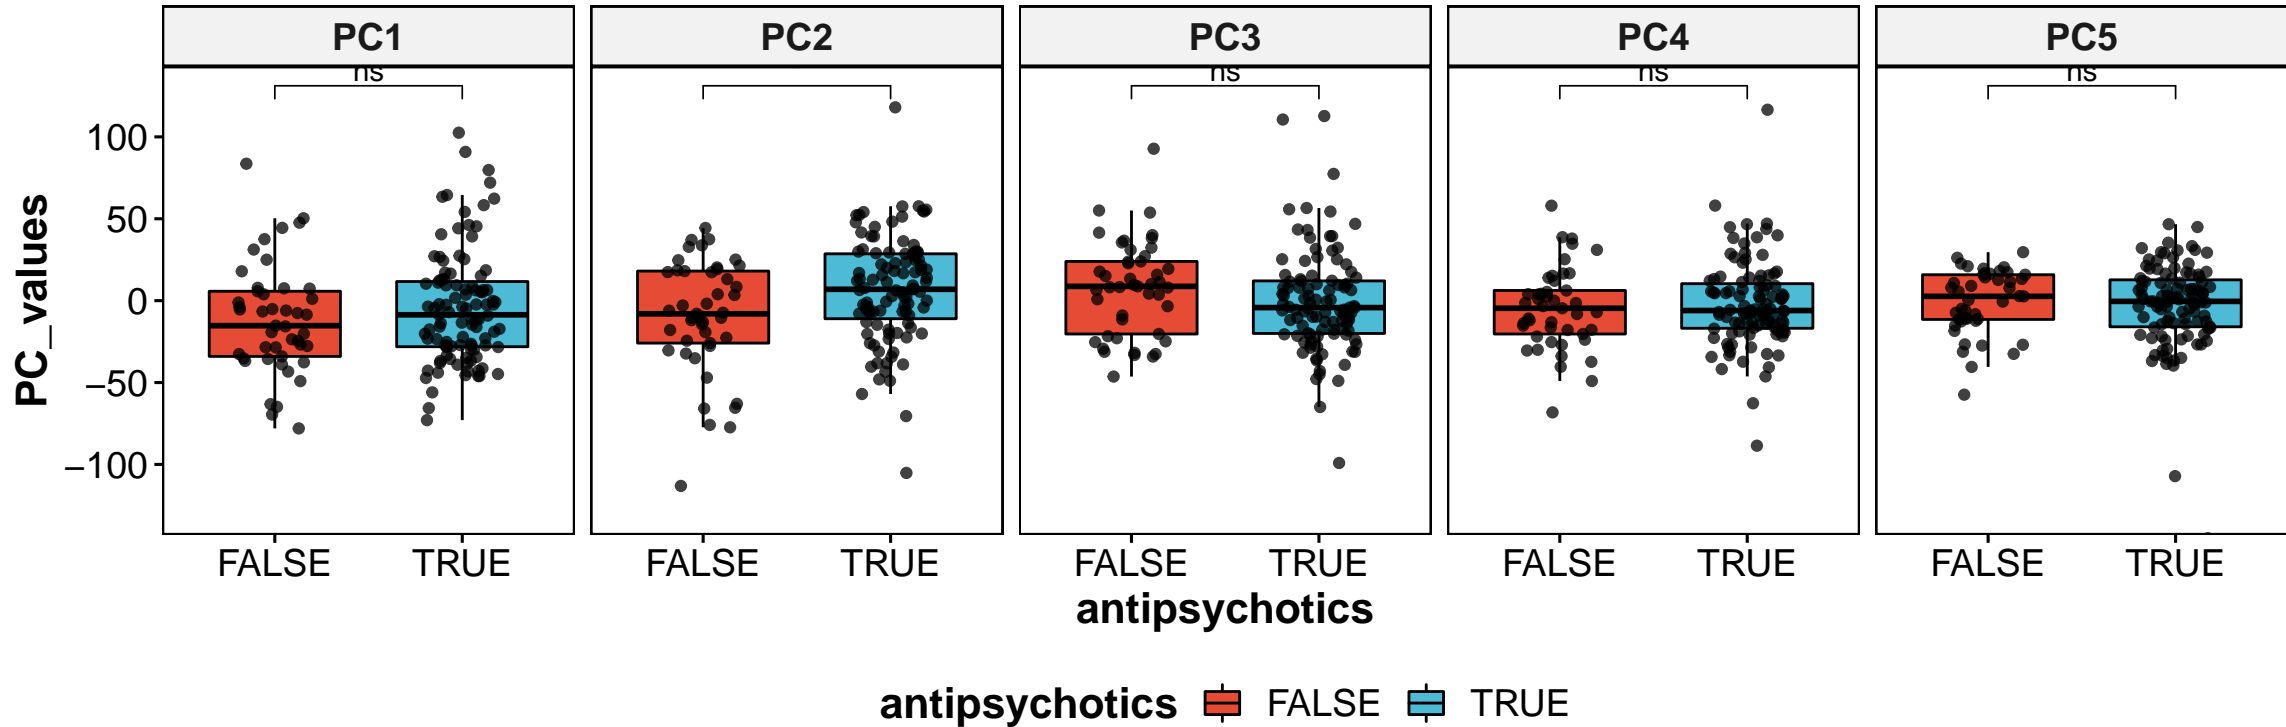 PC1 PC2 PC3 PC4 PC5
ns ns ns ns
100
50
0
−50
−100
PC_values
FALSE TRUE FALSE TRUE FALSE TRUE FALSE TRUE FALSE TRUE
antipsychotics
antipsychotics FALSE TRUE